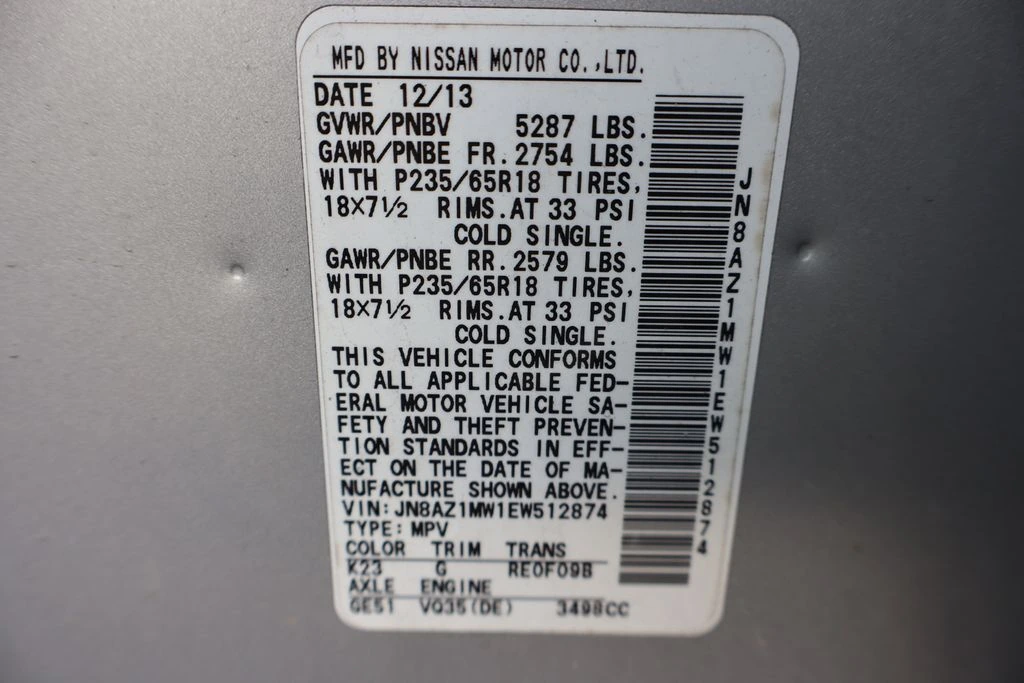 MFD BY NISSAN MOTOR CO.,LTD.
DATE 12/13
GVWR/PNBV 5287 LBS.
GAWR/PNBE FR. 2754 LBS.
WITH P235/65R18 TIRES,
18×7½ RIMS. AT 33 PSI
COLD SINGLE.
GAWR/PNBE RR. 2579 LBS.
WITH P235/65R18 TIRES,
18×7½ RIMS. AT 33 PSI
COLD SINGLE.
THIS VEHICLE CONFORMS
TO ALL APPLICABLE FED-
ERAL MOTOR VEHICLE SA-
FETY AND THEFT PREVEN-
TION STANDARDS IN EFF-
ECT ON THE DATE OF MA-
NUFACTURE SHOWN ABOVE.
VIN:JN8AZ1MW1EW512874
TYPE:MPV
COLOR TRIM TRANS
K23 G RE0F09B
AXLE ENGINE
GE51 VQ35(DE) 3498CC
JN8AZ1MW1EW512874